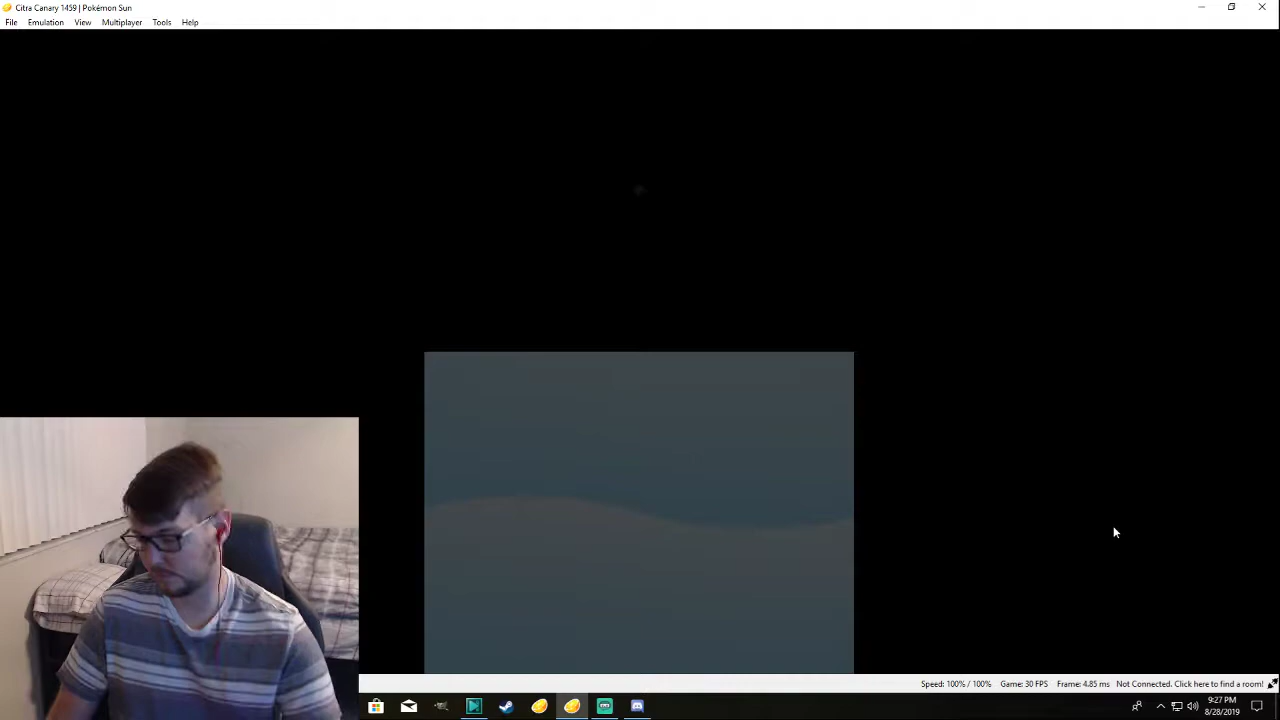 Citra Canary 1459 | Pokémon Sun
File Emulation View Multiplayer Tools Help
Speed: 100% / 100% Game: 30 FPS Frame: 4.85 ms Not Connected. Click here to find a room!
9:27 PM
8/28/2019